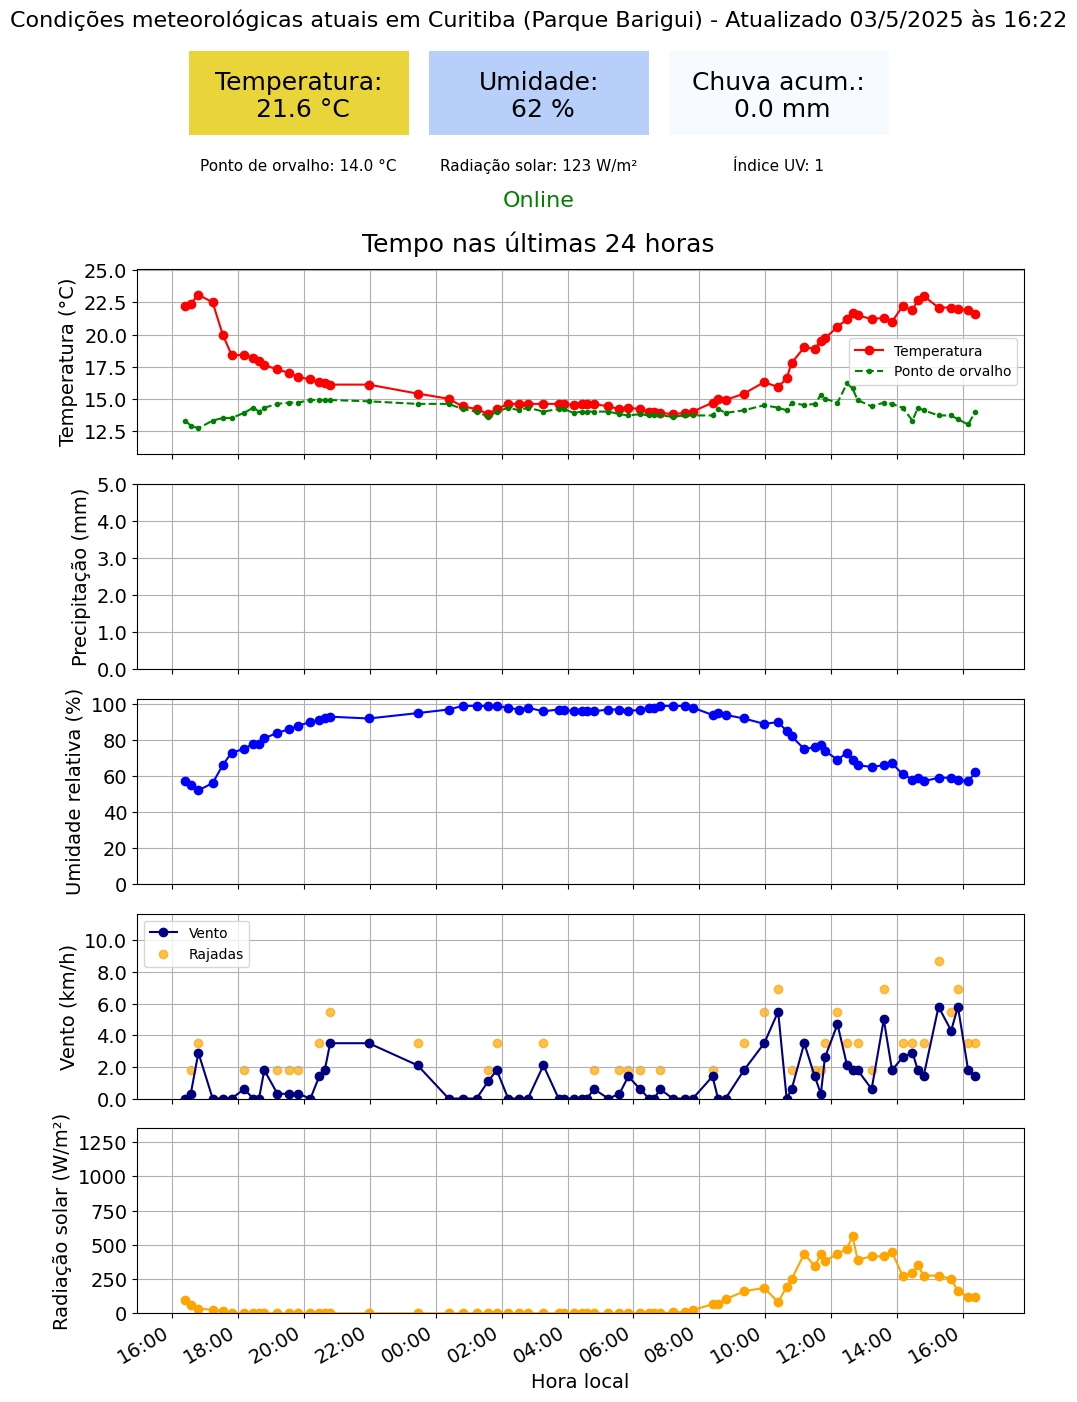 Condições meteorológicas atuais em Curitiba (Parque Barigui) - Atualizado 03/5/2025 às 16:22
Temperatura:
21.6 °C
Umidade:
62 %
Chuva acum.:
0.0 mm
Ponto de orvalho: 14.0 °C
Radiação solar: 123 W/m²
Índice UV: 1
Online
Tempo nas últimas 24 horas
Temperatura (°C)
25.0
22.5
20.0
17.5
15.0
12.5
Temperatura
Ponto de orvalho
Precipitação (mm)
5.0
4.0
3.0
2.0
1.0
0.0
Umidade relativa (%)
100
80
60
40
20
0
Vento (km/h)
10.0
8.0
6.0
4.0
2.0
0.0
Vento
Rajadas
Radiação solar (W/m²)
1250
1000
750
500
250
0
16:00
18:00
20:00
22:00
00:00
02:00
04:00
06:00
08:00
10:00
12:00
14:00
16:00
Hora local